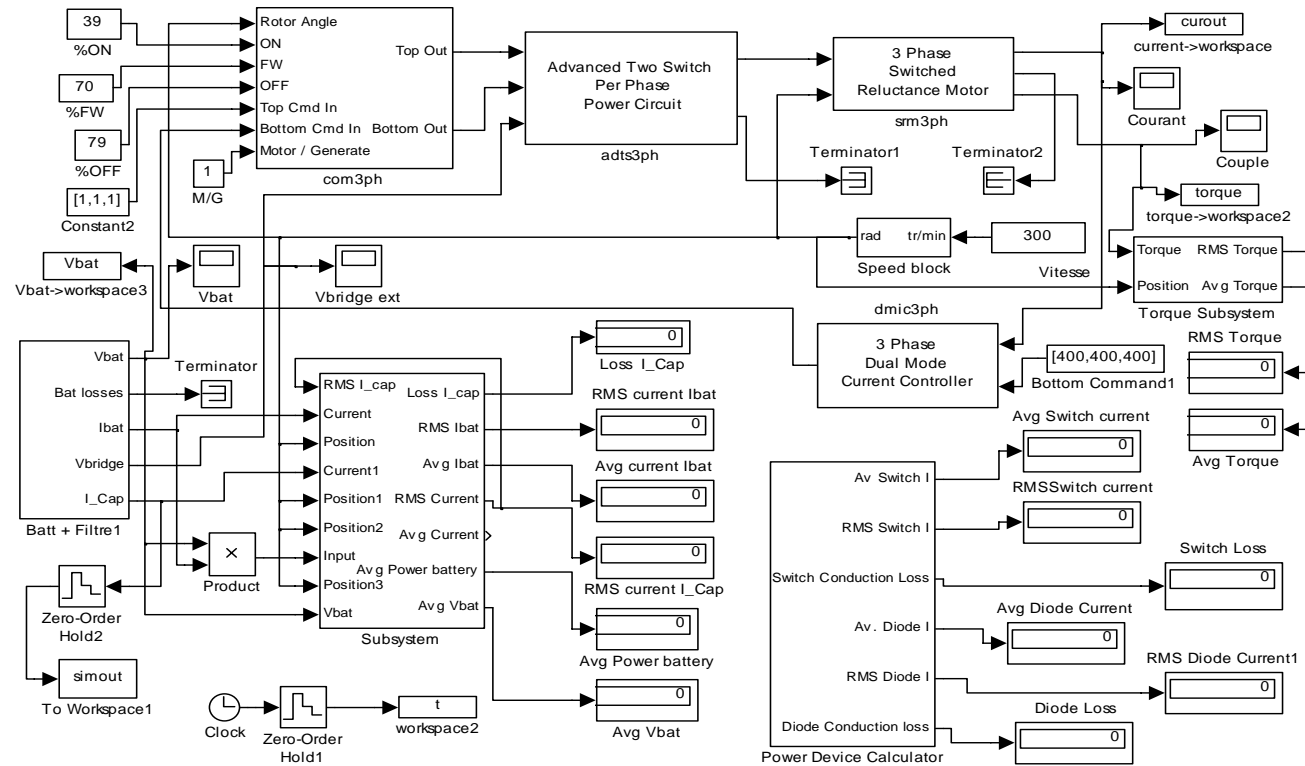 39
%ON
70
%FW
79
%OFF
[1,1,1]
Constant2
1
M/G
Rotor Angle
ON
FW
OFF
Top Cmd In
Bottom Cmd In
Motor / Generate
Top Out
Bottom Out
com3ph
Advanced Two Switch
Per Phase
Power Circuit
adts3ph
3 Phase
Switched
Reluctance Motor
srm3ph
curout
current->workspace
Courant
Couple
Terminator1
Terminator2
torque
torque->workspace2
rad
tr/min
Speed block
300
Vitesse
Torque
Position
RMS Torque
Avg Torque
Torque Subsystem
Vbat
Vbat->workspace3
Vbat
Vbridge ext
dmic3ph
3 Phase
Dual Mode
Current Controller
[400,400,400]
Bottom Command1
RMS Torque
0
0
Avg Torque
Vbat
Bat losses
Ibat
Vbridge
I_Cap
Batt + Filtre1
Terminator
Product
Zero-Order
Hold2
simout
To Workspace1
RMS I_cap
Current
Position
Current1
Position1
Position2
Input
Position3
Vbat
Loss I_cap
RMS Ibat
Avg Ibat
RMS Current
Avg Current
Avg Power battery
Avg Vbat
Subsystem
0
Loss I_Cap
RMS current Ibat
0
Avg current Ibat
0
0
RMS current I_Cap
0
Avg Power battery
0
Avg Vbat
Clock
Zero-Order
Hold1
t
workspace2
Av Switch I
RMS Switch I
Switch Conduction Loss
Av. Diode I
RMS Diode I
Diode Conduction loss
Power Device Calculator
Avg Switch current
0
RMSSwitch current
0
Switch Loss
0
Avg Diode Current
0
RMS Diode Current1
0
Diode Loss
0